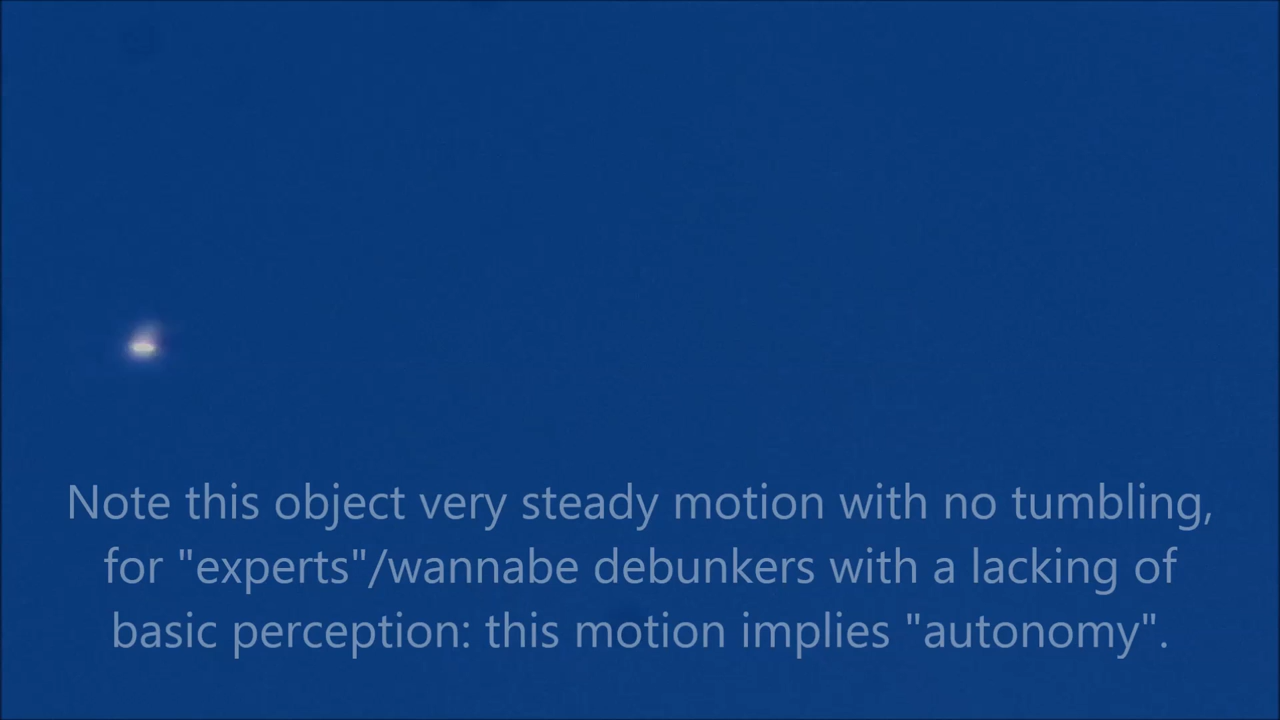 Note this object very steady motion with no tumbling,
for "experts"/wannabe debunkers with a lacking of
basic perception: this motion implies "autonomy".